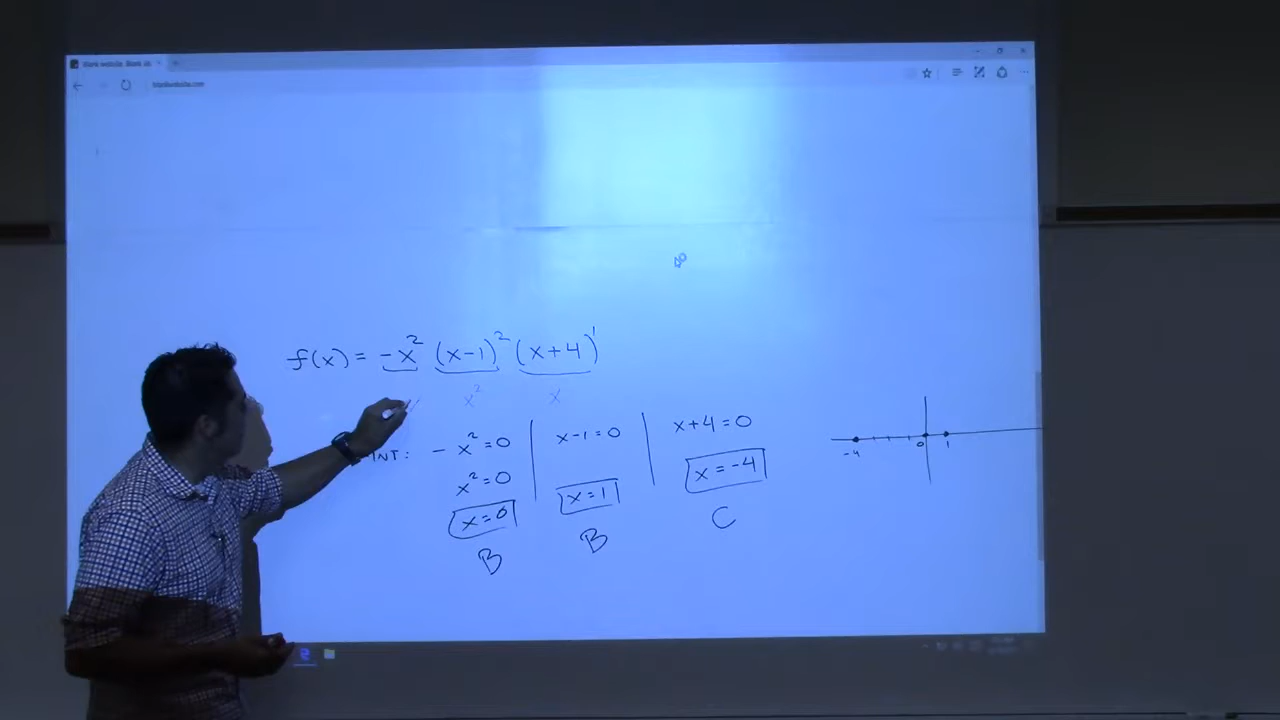 f(x) = -x² (x-1)² (x+4)¹
x² x
INT: -x²=0 x-1=0 x+4=0
x²=0 x=1 x=-4
x=0
B B C
-4 0 1